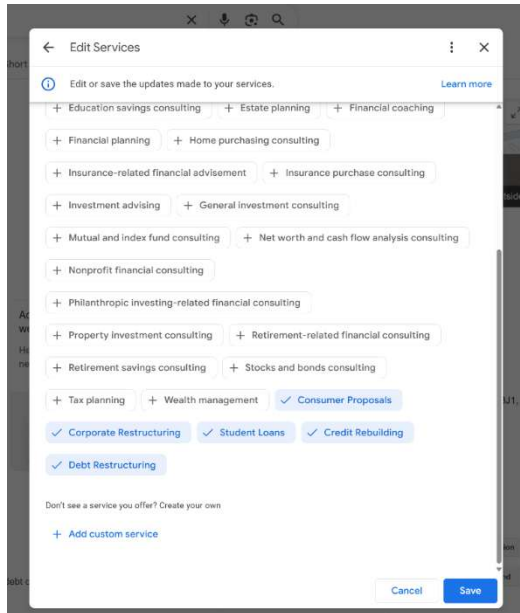 Edit Services
Short
Edit or save the updates made to your services. Learn more
+ Education savings consulting + Estate planning + Financial coaching
+ Financial planning + Home purchasing consulting
+ Insurance-related financial advisement + Insurance purchase consulting
+ Investment advising + General investment consulting
+ Mutual and index fund consulting + Net worth and cash flow analysis consulting
+ Nonprofit financial consulting
+ Philanthropic investing-related financial consulting
+ Property investment consulting + Retirement-related financial consulting
+ Retirement savings consulting + Stocks and bonds consulting
+ Tax planning + Wealth management ✓ Consumer Proposals
✓ Corporate Restructuring ✓ Student Loans ✓ Credit Rebuilding
✓ Debt Restructuring
Don't see a service you offer? Create your own
+ Add custom service
Cancel Save